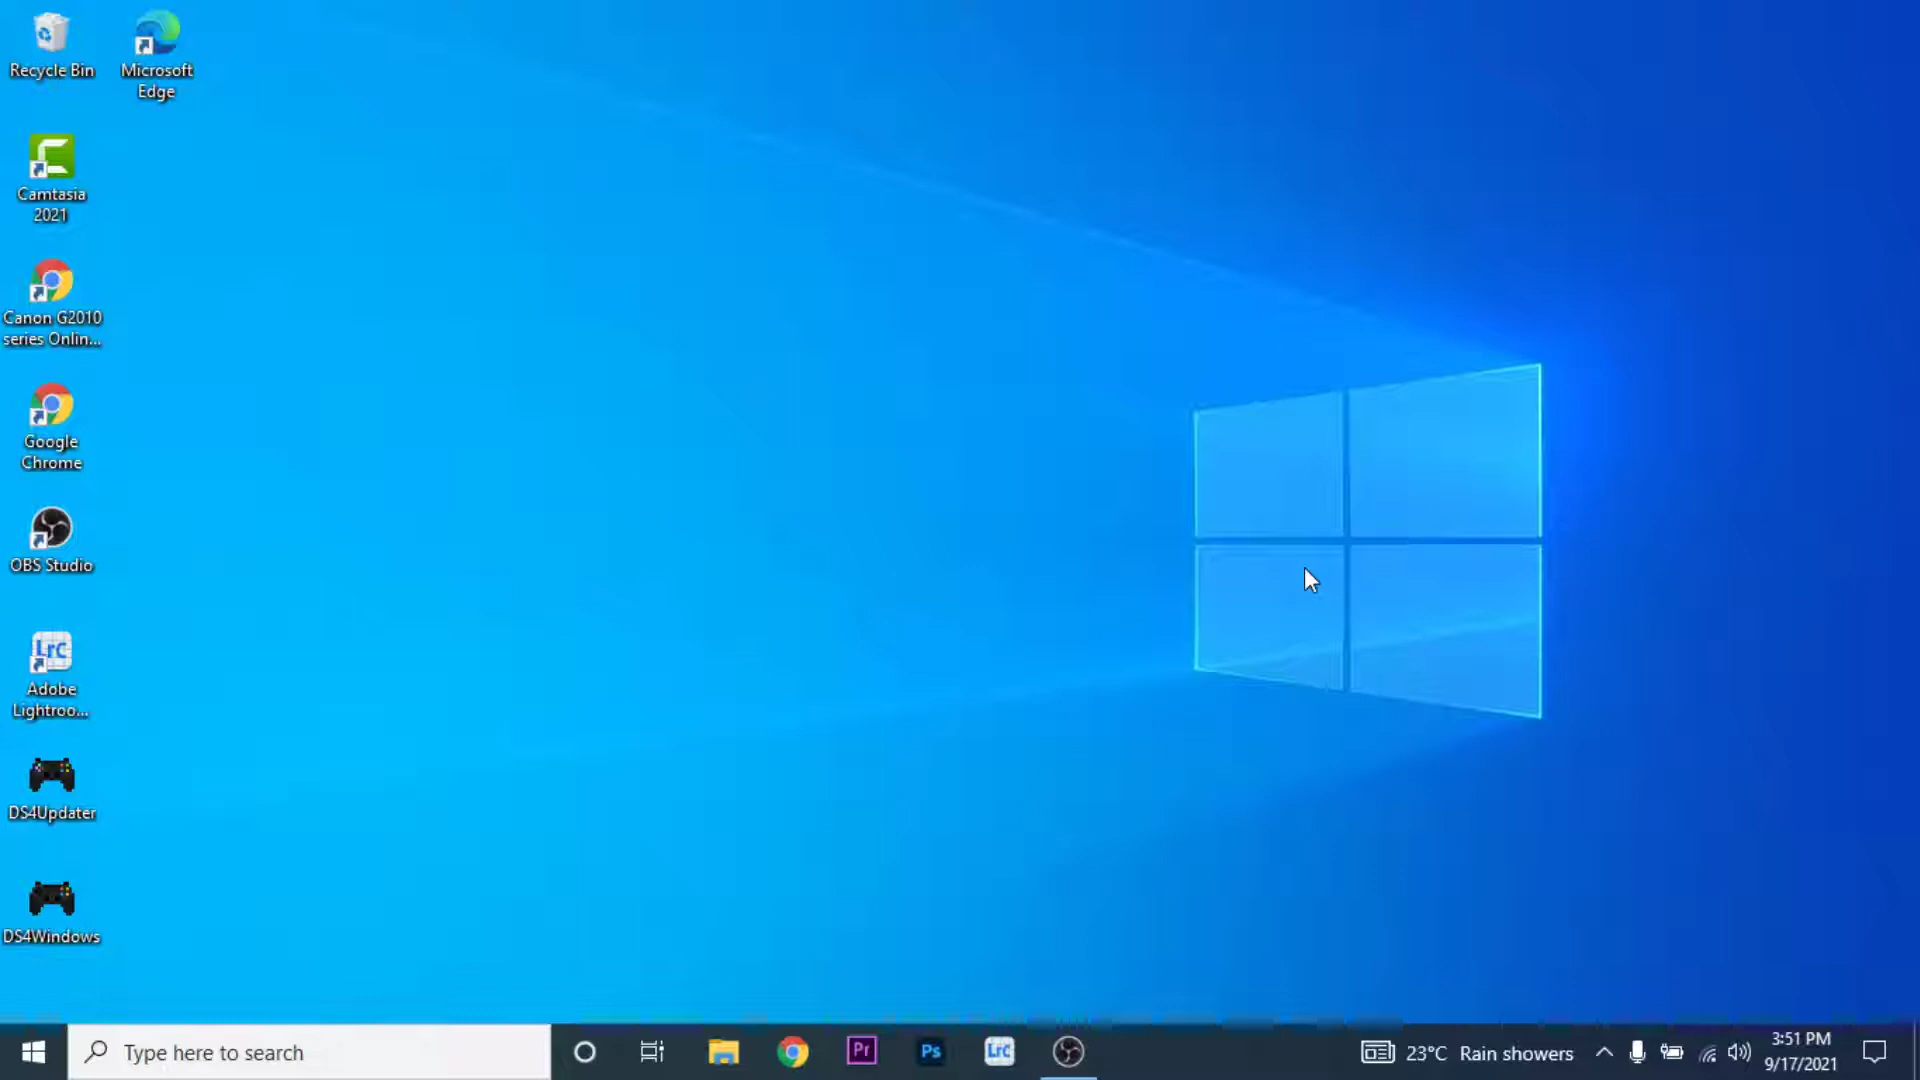 Recycle Bin
Microsoft
Edge
Camtasia
2021
Canon G2010
series Onlin...
Google
Chrome
OBS Studio
LrC
Adobe
Lightroo...
DS4Updater
DS4Windows
Type here to search
Pr
Ps
LrC
23°C Rain showers
3:51 PM
9/17/2021